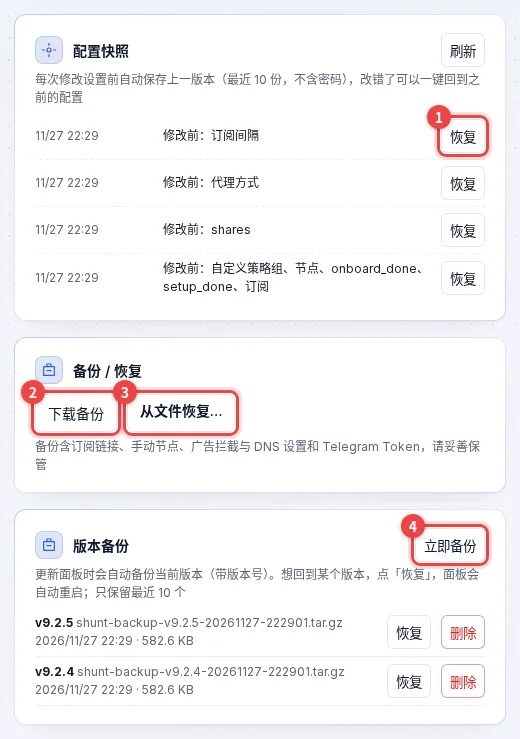 配置快照
刷新
每次修改设置前自动保存上一版本（最近 10 份，不含密码），改错了可以一键回到之
前的配置
1
11/27 22:29 修改前：订阅间隔 恢复
11/27 22:29 修改前：代理方式 恢复
11/27 22:29 修改前：shares 恢复
11/27 22:29 修改前：自定义策略组、节点、onboard_done、
setup_done、订阅 恢复
备份 / 恢复
2 3
下载备份 从文件恢复...
备份含订阅链接、手动节点、广告拦截与 DNS 设置和 Telegram Token，请妥善保
管
4
版本备份 立即备份
更新面板时会自动备份当前版本（带版本号）。想回到某个版本，点「恢复」，面板会
自动重启；只保留最近 10 个
v9.2.5 shunt-backup-v9.2.5-20261127-222901.tar.gz
2026/11/27 22:29 · 582.6 KB 恢复 删除
v9.2.4 shunt-backup-v9.2.4-20261127-222901.tar.gz
2026/11/27 22:29 · 582.6 KB 恢复 删除